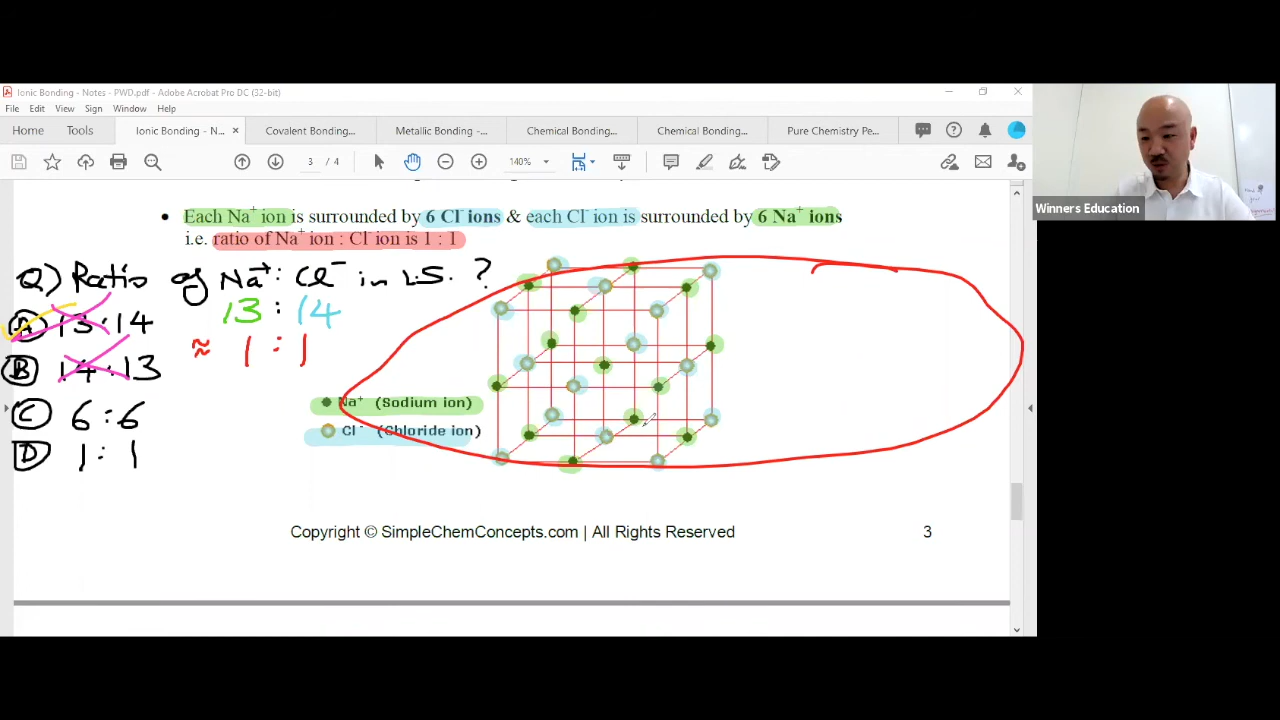 Ionic Bonding - Notes - PWD.pdf - Adobe Acrobat Pro DC (32-bit)
File Edit View Sign Window Help
Home Tools Ionic Bonding - N... × Covalent Bonding... Metallic Bonding -... Chemical Bonding... Chemical Bonding... Pure Chemistry Pe...
3 / 4 140%
• Each Na⁺ ion is surrounded by 6 Cl⁻ ions & each Cl⁻ ion is surrounded by 6 Na⁺ ions
i.e. ratio of Na⁺ ion : Cl⁻ ion is 1 : 1
Q) Ratio of Na⁺ : Cl⁻ in L.S. ?
13 : 14
≈ 1 : 1
A 13 : 14
B 14 : 13
C 6 : 6
D 1 : 1
Na⁺ (Sodium ion)
Cl⁻ (Chloride ion)
Copyright © SimpleChemConcepts.com | All Rights Reserved 3
Winners Education